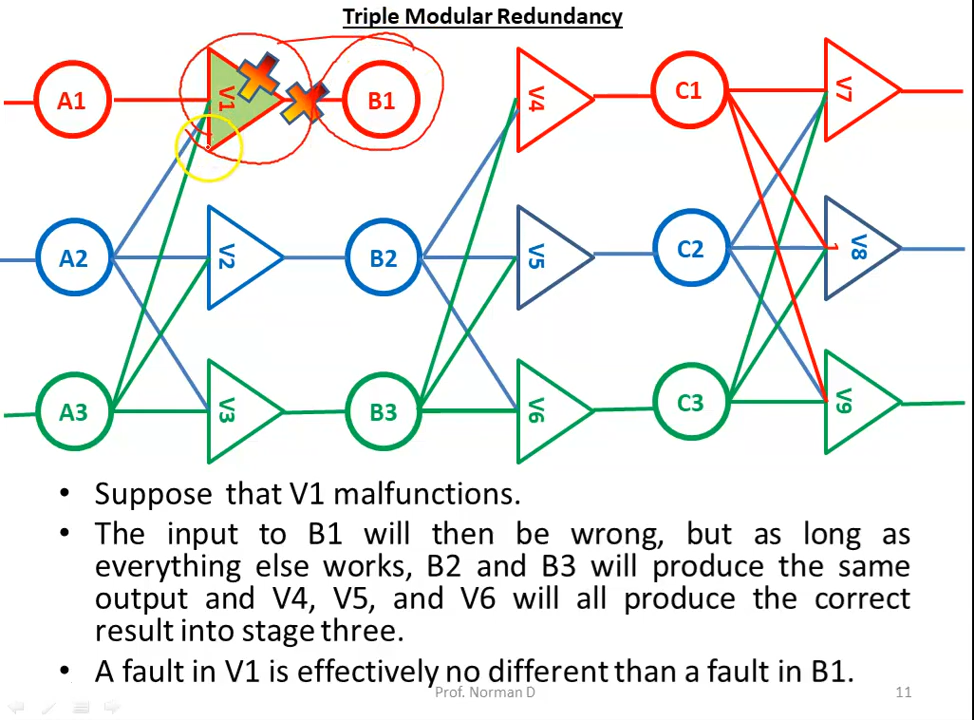 Triple Modular Redundancy
A1 V1 B1 V4 C1 V7
A2 V2 B2 V5 C2 1 V8
A3 V3 B3 V6 C3 V9
• Suppose that V1 malfunctions.
• The input to B1 will then be wrong, but as long as
everything else works, B2 and B3 will produce the same
output and V4, V5, and V6 will all produce the correct
result into stage three.
• A fault in V1 is effectively no different than a fault in B1.
Prof. Norman D 11